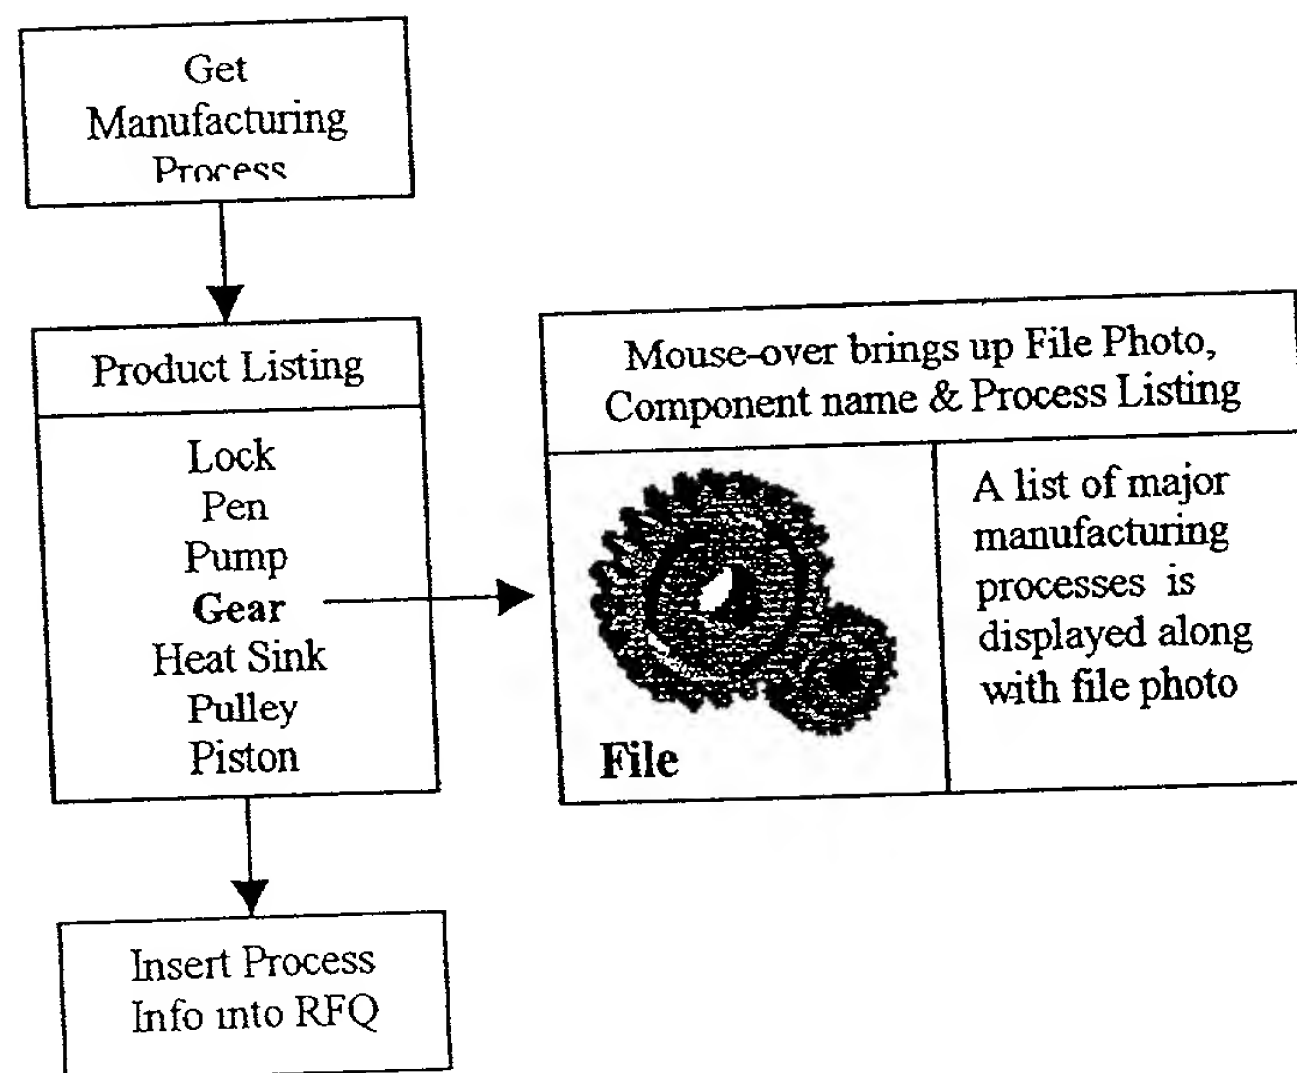 Get
Manufacturing
Process
Product Listing
Lock
Pen
Pump
Gear
Heat Sink
Pulley
Piston
Mouse-over brings up File Photo,
Component name & Process Listing
File
A list of major
manufacturing
processes is
displayed along
with file photo
Insert Process
Info into RFQ